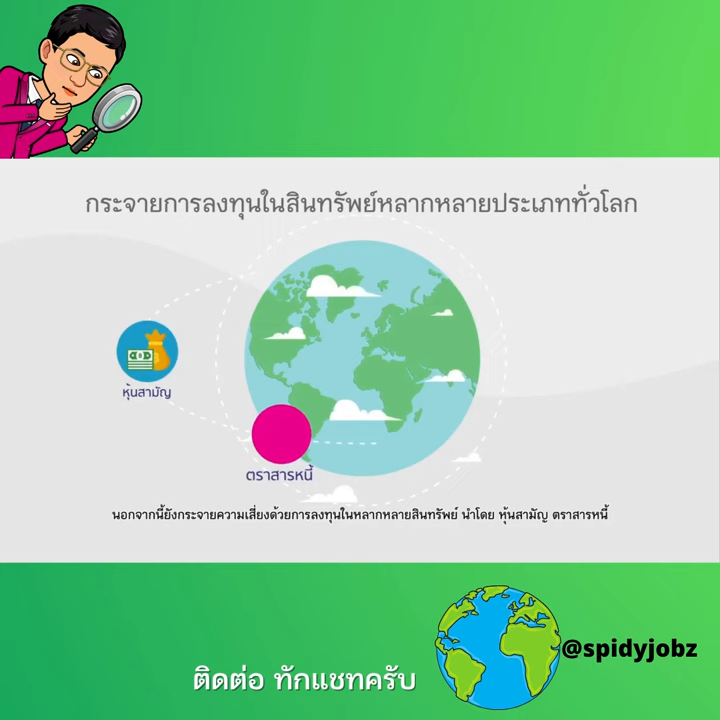 กระจายการลงทุนในสินทรัพย์หลากหลายประเภททั่วโลก
หุ้นสามัญ
ตราสารหนี้
นอกจากนี้ยังกระจายความเสี่ยงด้วยการลงทุนในหลากหลายสินทรัพย์ นำโดย หุ้นสามัญ ตราสารหนี้
@spidyjobz
ติดต่อ ทักแชทครับ